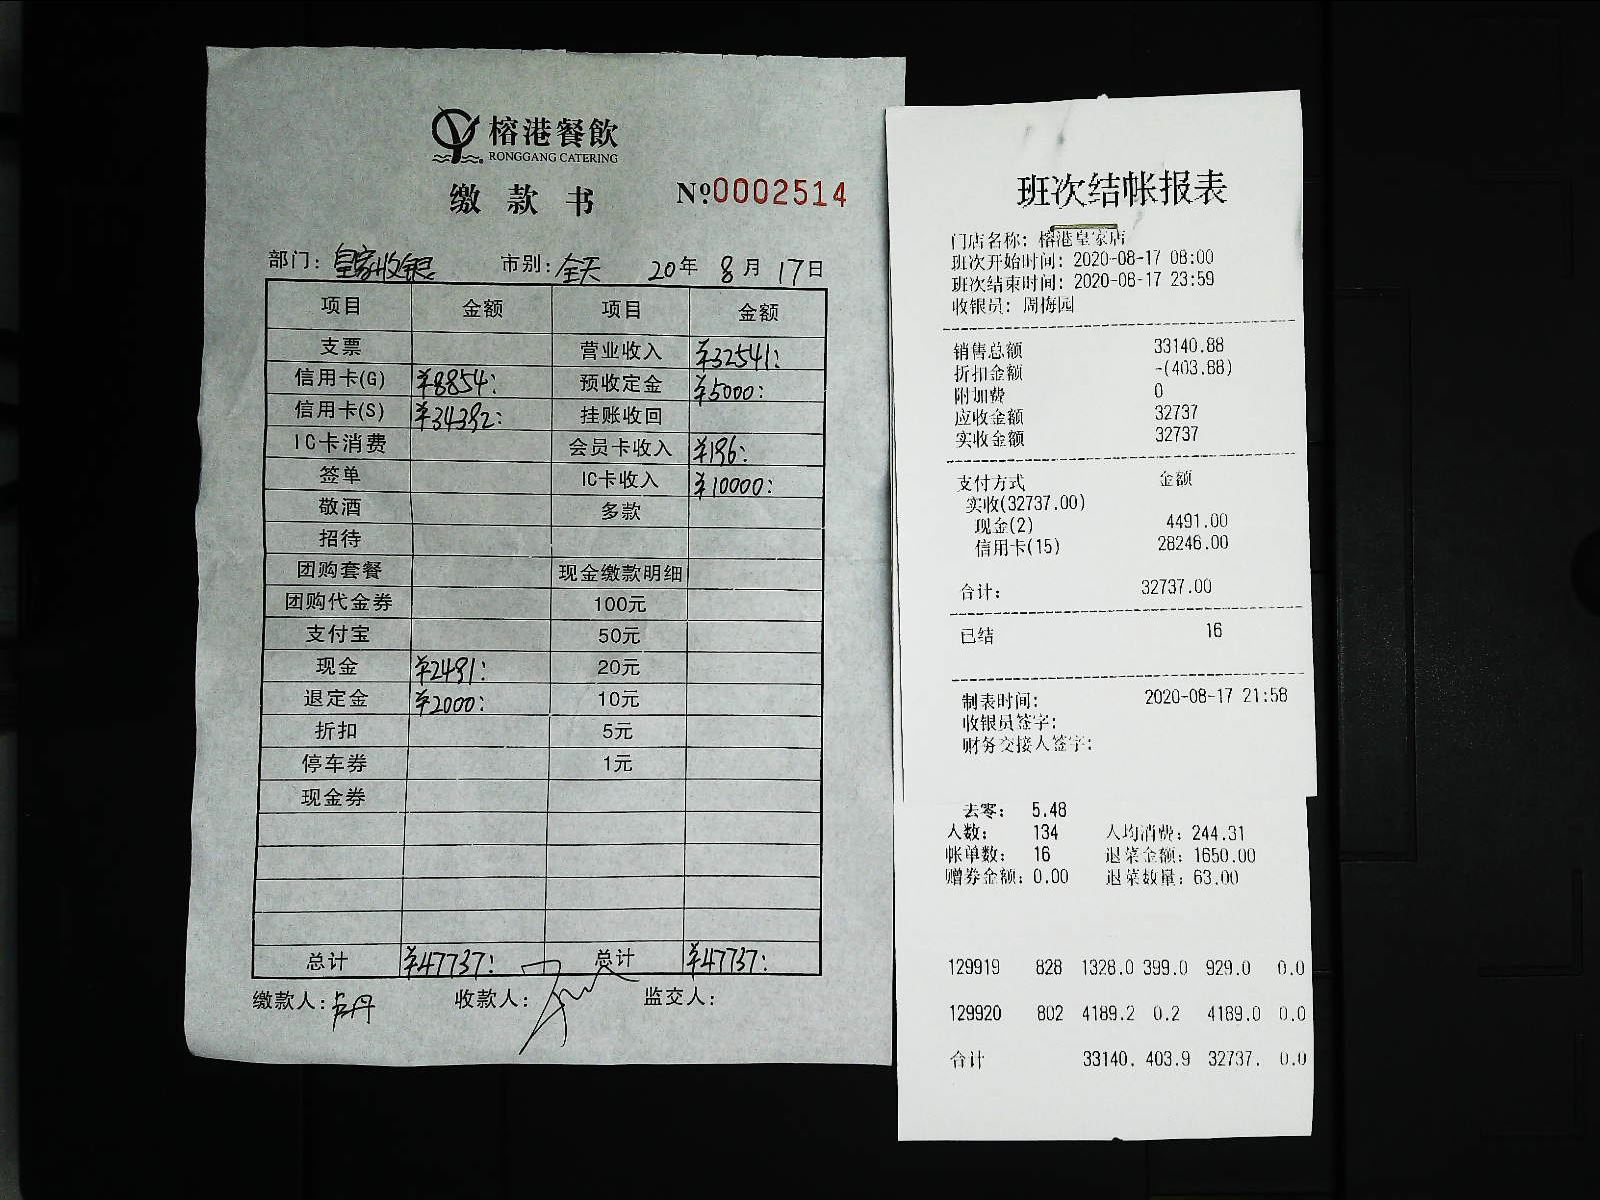 榕港餐飲
RONGGANG CATERING
缴款书 №0002514
部门：皇家收银 市别：全天 20年 8月 17日
项目 金额 项目 金额
支票 营业收入 ¥32541:
信用卡(G) ¥8854: 预收定金 ¥5000:
信用卡(S) ¥34392: 挂账收回
IC卡消费 会员卡收入 ¥196:
签单 IC卡收入 ¥10000:
敬酒 多款
招待
团购套餐 现金缴款明细
团购代金券 100元
支付宝 50元
现金 ¥2491: 20元
退定金 ¥2000: 10元
折扣 5元
停车券 1元
现金券
总计 ¥47737: 总计 ¥47737:
缴款人：卢丹 收款人： 监交人：
班次结帐报表
门店名称：榕港皇家店
班次开始时间：2020-08-17 08:00
班次结束时间：2020-08-17 23:59
收银员：周梅园
销售总额 33140.88
折扣金额 -(403.88)
附加费 0
应收金额 32737
实收金额 32737
支付方式 金额
实收(32737.00)
现金(2) 4491.00
信用卡(15) 28246.00
合计： 32737.00
已结 16
制表时间： 2020-08-17 21:58
收银员签字：
财务交接人签字：
去零： 5.48
人数： 134 人均消费：244.31
帐单数： 16 退菜金额：1650.00
赠券金额：0.00 退菜数量：63.00
129919 828 1328.0 399.0 929.0 0.0
129920 802 4189.2 0.2 4189.0 0.0
合计 33140. 403.9 32737. 0.0